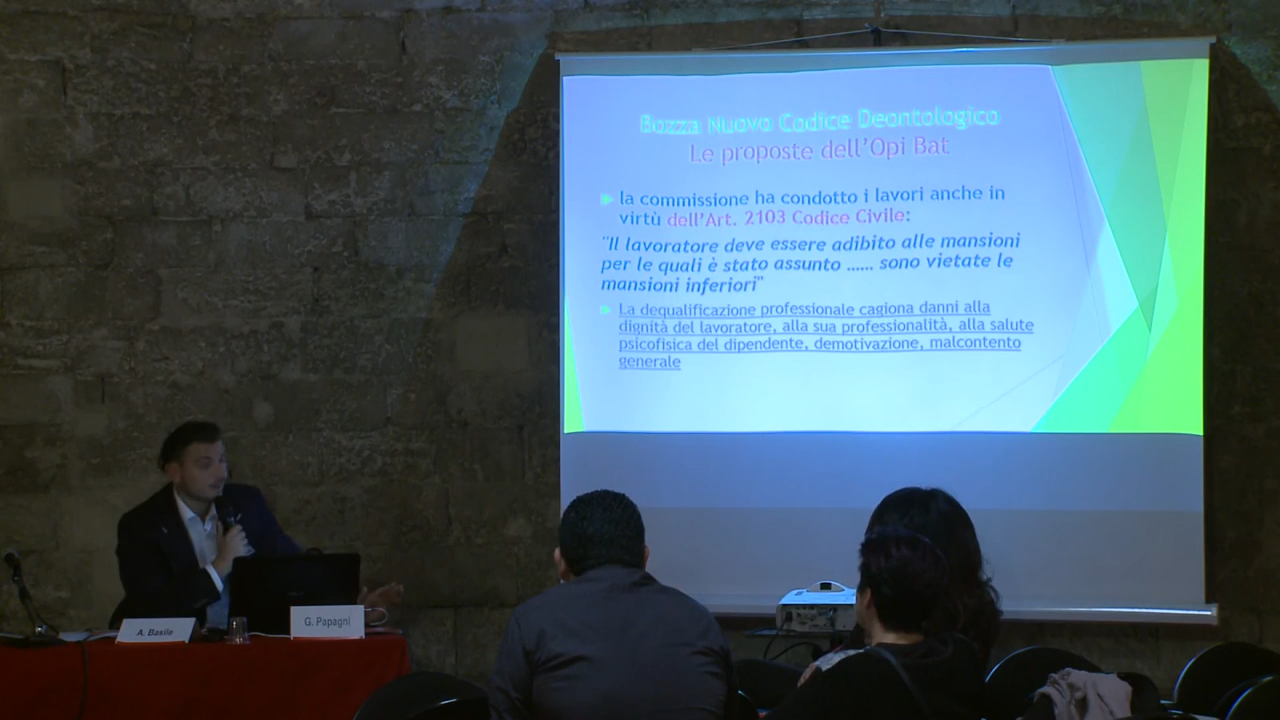 Bozza Nuovo Codice Deontologico
Le proposte dell'Opi Bat
la commissione ha condotto i lavori anche in
virtù dell'Art. 2103 Codice Civile:
"Il lavoratore deve essere adibito alle mansioni
per le quali è stato assunto ...... sono vietate le
mansioni inferiori"
La dequalificazione professionale cagiona danni alla
dignità del lavoratore, alla sua professionalità, alla salute
psicofisica del dipendente, demotivazione, malcontento
generale
A. Basile
G. Papagni